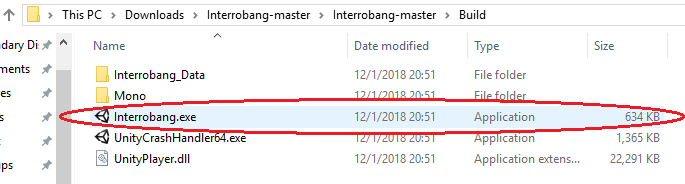 This PC > Downloads > Interrobang-master > Interrobang-master > Build
Name Date modified Type Size
ndary Di
Interrobang_Data 12/1/2018 20:51 File folder
ments
Mono 12/1/2018 20:51 File folder
es
Interrobang.exe 12/1/2018 20:51 Application 634 KB
UnityCrashHandler64.exe 12/1/2018 20:51 Application 1,365 KB
UnityPlayer.dll 12/1/2018 20:51 Application extens... 22,291 KB
ups